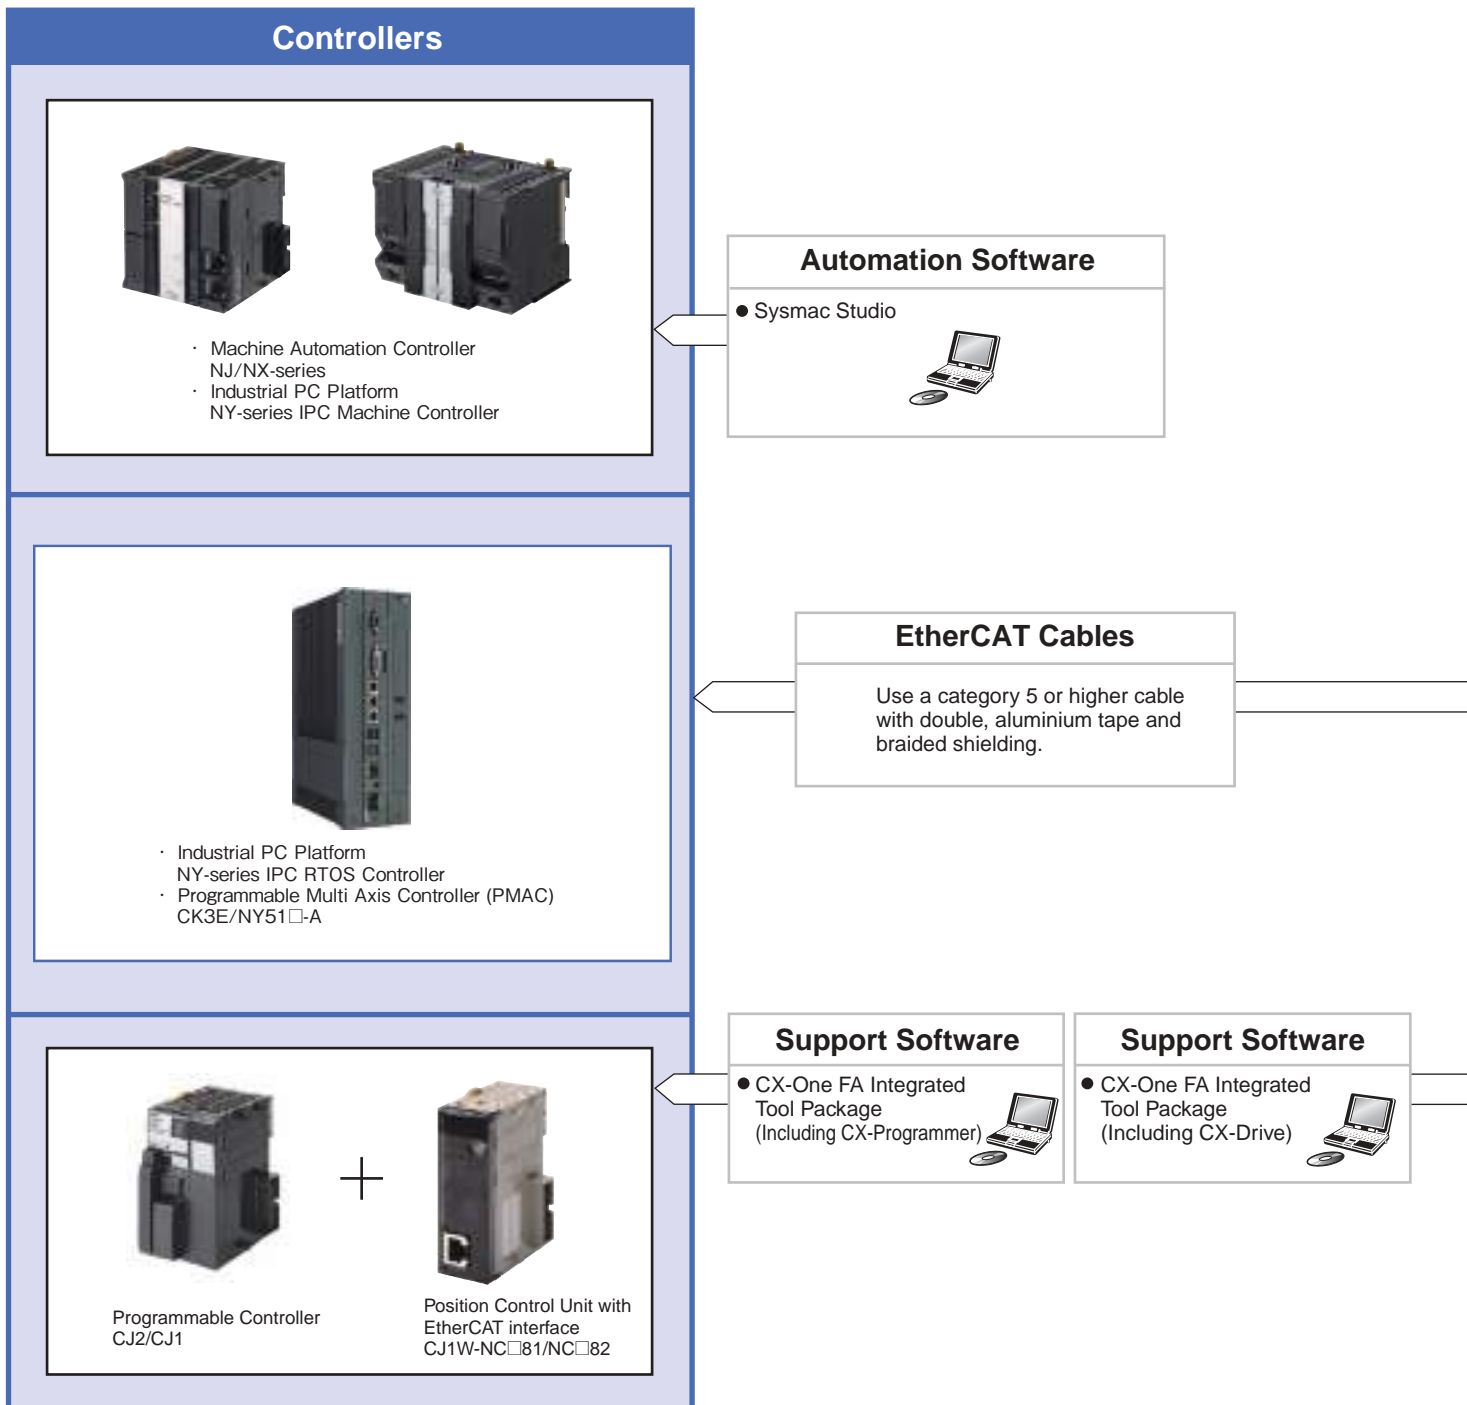 Controllers
· Machine Automation Controller
NJ/NX-series
· Industrial PC Platform
NY-series IPC Machine Controller
Automation Software
● Sysmac Studio
· Industrial PC Platform
NY-series IPC RTOS Controller
· Programmable Multi Axis Controller (PMAC)
CK3E/NY51□-A
EtherCAT Cables
Use a category 5 or higher cable
with double, aluminium tape and
braided shielding.
Programmable Controller
CJ2/CJ1
+
Position Control Unit with
EtherCAT interface
CJ1W-NC□81/NC□82
Support Software
● CX-One FA Integrated
Tool Package
(Including CX-Programmer)
Support Software
● CX-One FA Integrated
Tool Package
(Including CX-Drive)